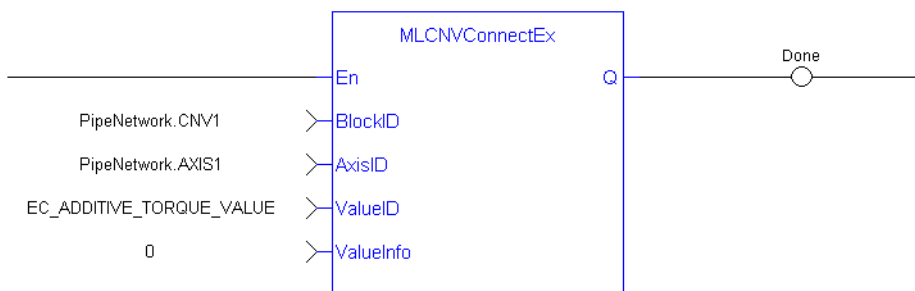 MLCNVConnectEx
Done
En
Q
PipeNetwork.CNV1
BlockID
PipeNetwork.AXIS1
AxisID
EC_ADDITIVE_TORQUE_VALUE
ValueID
0
ValueInfo